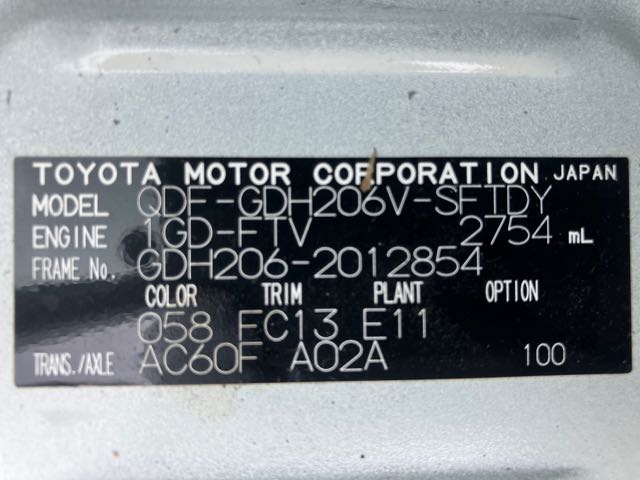 TOYOTA MOTOR CORPORATION JAPAN
MODEL QDF-GDH206V-SFTDY
ENGINE 1GD-FTV 2754 mL
FRAME No. GDH206-2012854
COLOR TRIM PLANT OPTION
058 FC13 E11
TRANS./AXLE AC60F A02A 100